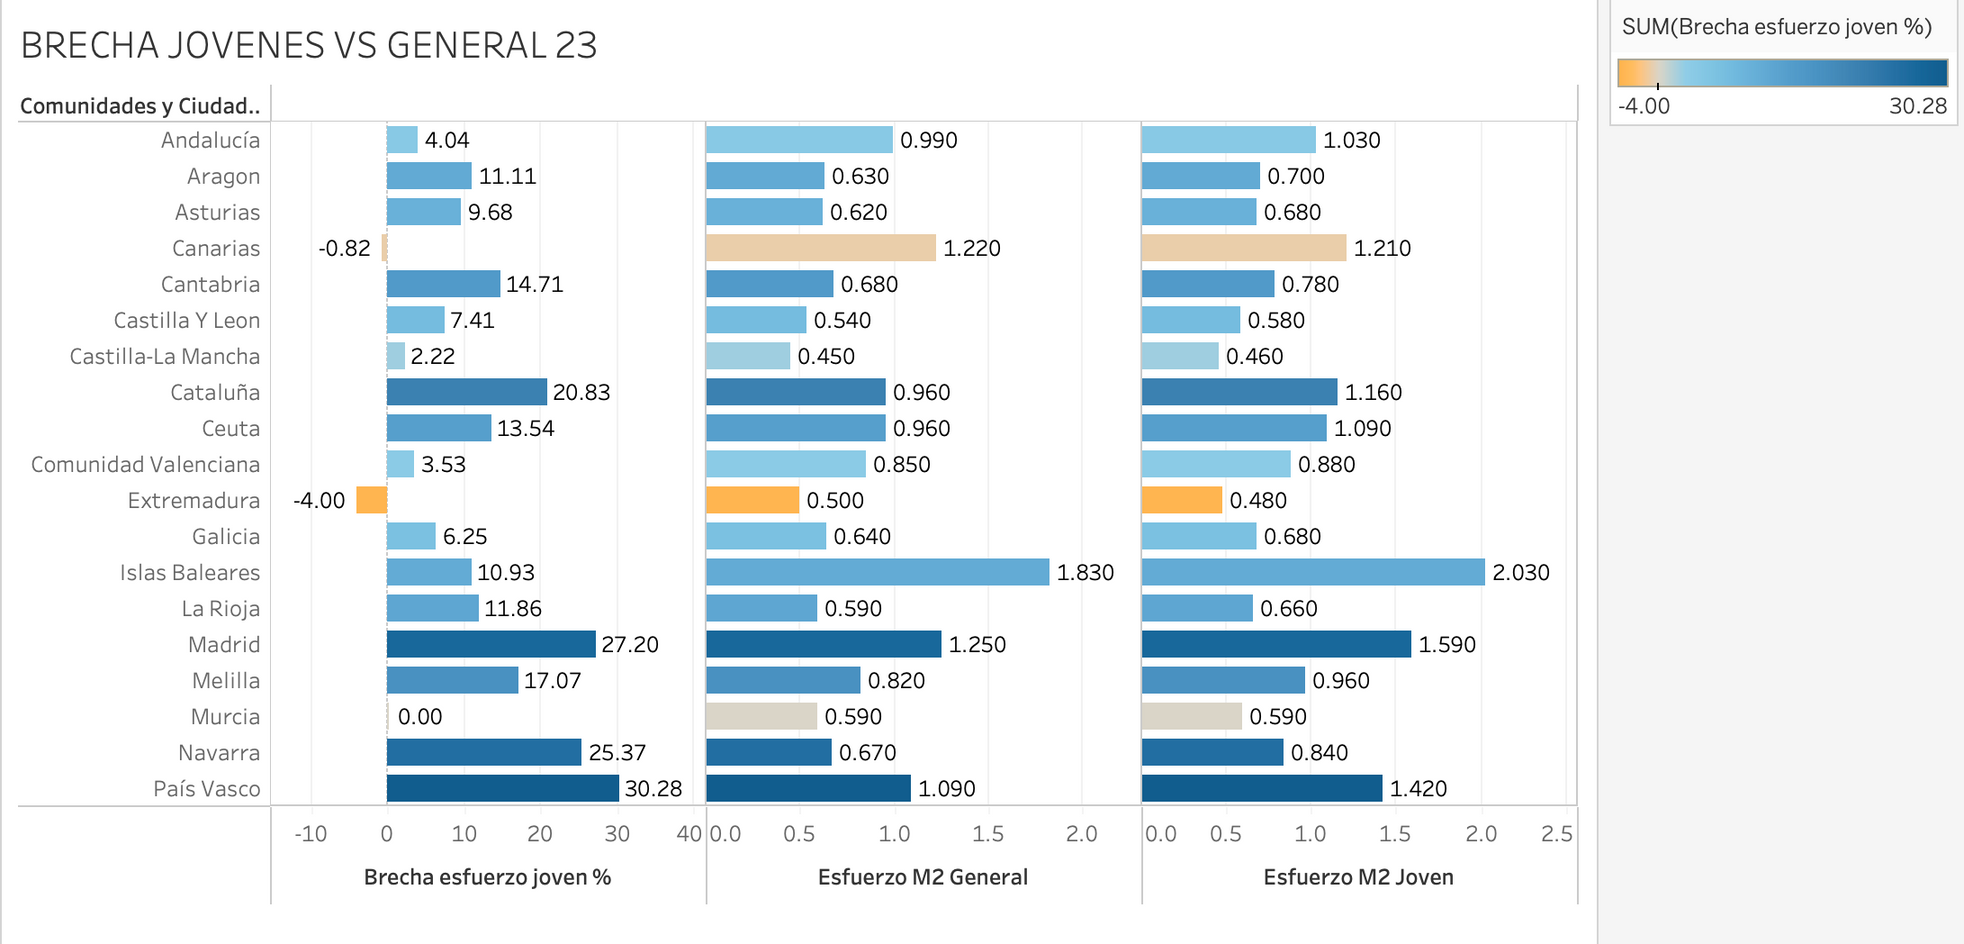 BRECHA JOVENES VS GENERAL 23
SUM(Brecha esfuerzo joven %)
-4.00 30.28
Comunidades y Ciudad..
Andalucía 4.04 0.990 1.030
Aragon 11.11 0.630 0.700
Asturias 9.68 0.620 0.680
Canarias -0.82 1.220 1.210
Cantabria 14.71 0.680 0.780
Castilla Y Leon 7.41 0.540 0.580
Castilla-La Mancha 2.22 0.450 0.460
Cataluña 20.83 0.960 1.160
Ceuta 13.54 0.960 1.090
Comunidad Valenciana 3.53 0.850 0.880
Extremadura -4.00 0.500 0.480
Galicia 6.25 0.640 0.680
Islas Baleares 10.93 1.830 2.030
La Rioja 11.86 0.590 0.660
Madrid 27.20 1.250 1.590
Melilla 17.07 0.820 0.960
Murcia 0.00 0.590 0.590
Navarra 25.37 0.670 0.840
País Vasco 30.28 1.090 1.420
-10 0 10 20 30 40 0.0 0.5 1.0 1.5 2.0 0.0 0.5 1.0 1.5 2.0 2.5
Brecha esfuerzo joven % Esfuerzo M2 General Esfuerzo M2 Joven